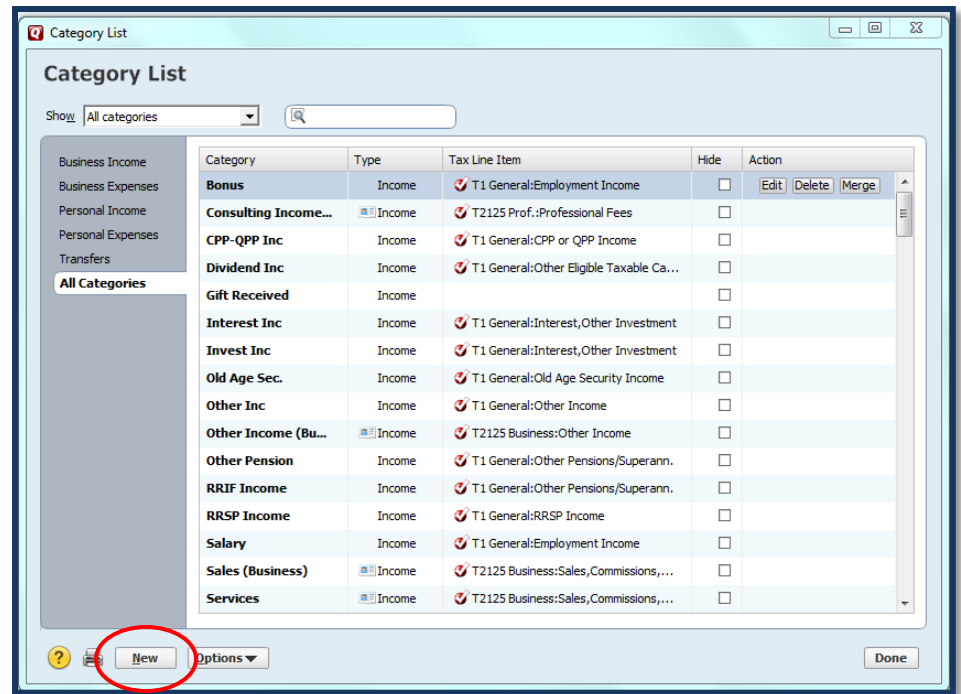 Category List
Category List
Show All categories
Business Income
Business Expenses
Personal Income
Personal Expenses
Transfers
All Categories
Category Type Tax Line Item Hide Action
Bonus Income T1 General:Employment Income Edit Delete Merge
Consulting Income... Income T2125 Prof.:Professional Fees
CPP-QPP Inc Income T1 General:CPP or QPP Income
Dividend Inc Income T1 General:Other Eligible Taxable Ca...
Gift Received Income
Interest Inc Income T1 General:Interest,Other Investment
Invest Inc Income T1 General:Interest,Other Investment
Old Age Sec. Income T1 General:Old Age Security Income
Other Inc Income T1 General:Other Income
Other Income (Bu... Income T2125 Business:Other Income
Other Pension Income T1 General:Other Pensions/Superann.
RRIF Income Income T1 General:Other Pensions/Superann.
RRSP Income Income T1 General:RRSP Income
Salary Income T1 General:Employment Income
Sales (Business) Income T2125 Business:Sales,Commissions,...
Services Income T2125 Business:Sales,Commissions,...
? New Options Done